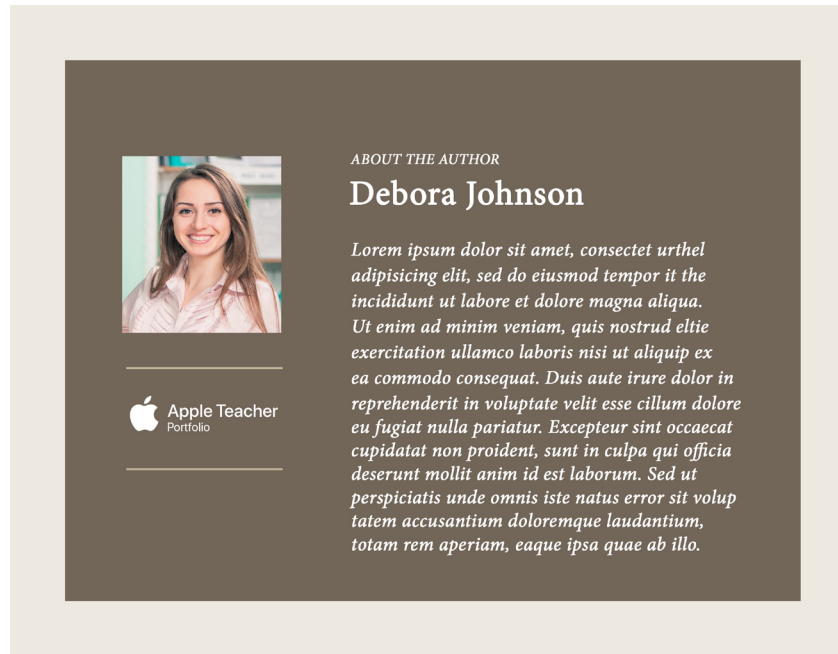 ABOUT THE AUTHOR
Debora Johnson
Lorem ipsum dolor sit amet, consectet urthel
adipisicing elit, sed do eiusmod tempor it the
incididunt ut labore et dolore magna aliqua.
Ut enim ad minim veniam, quis nostrud eltie
exercitation ullamco laboris nisi ut aliquip ex
ea commodo consequat. Duis aute irure dolor in
reprehenderit in voluptate velit esse cillum dolore
eu fugiat nulla pariatur. Excepteur sint occaecat
cupidatat non proident, sunt in culpa qui officia
deserunt mollit anim id est laborum. Sed ut
perspiciatis unde omnis iste natus error sit volup
tatem accusantium doloremque laudantium,
totam rem aperiam, eaque ipsa quae ab illo.
Apple Teacher
Portfolio